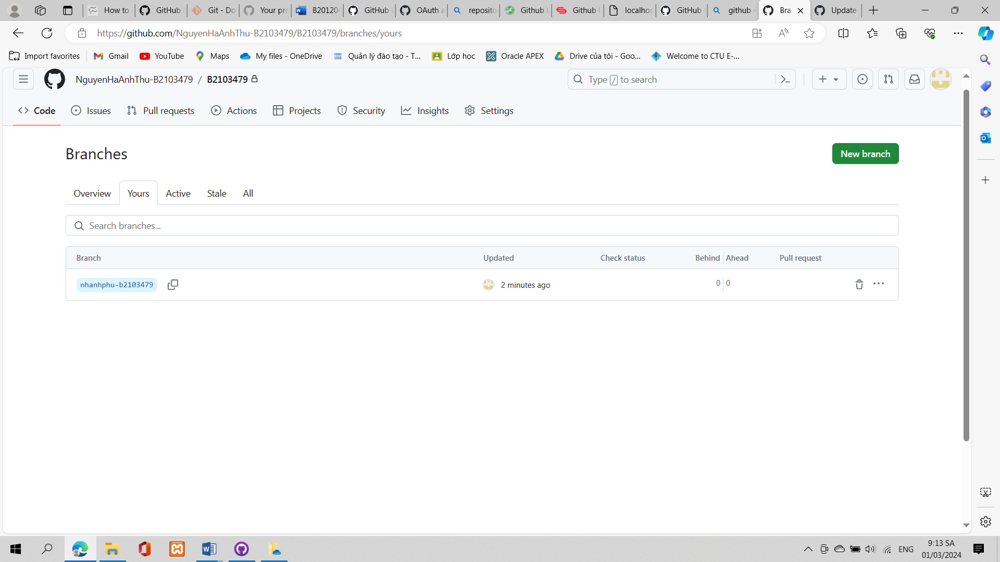 How to
GitHub
Git - Do
Your pro
B20120
GitHub
OAuth a
reposito
Github
Github
localhos
GitHub
github -
Bra
Update
https://github.com/NguyenHaAnhThu-B2103479/B2103479/branches/yours
Import favorites
Gmail
YouTube
Maps
My files - OneDrive
Quản lý đào tạo - T...
Lớp học
Oracle APEX
Drive của tôi - Goo...
Welcome to CTU E-...
NguyenHaAnhThu-B2103479 / B2103479
Type / to search
Code
Issues
Pull requests
Actions
Projects
Security
Insights
Settings
Branches
New branch
Overview
Yours
Active
Stale
All
Search branches...
Branch
Updated
Check status
Behind
Ahead
Pull request
nhanhphu-b2103479
2 minutes ago
0
0
ENG
9:13 SA
01/03/2024